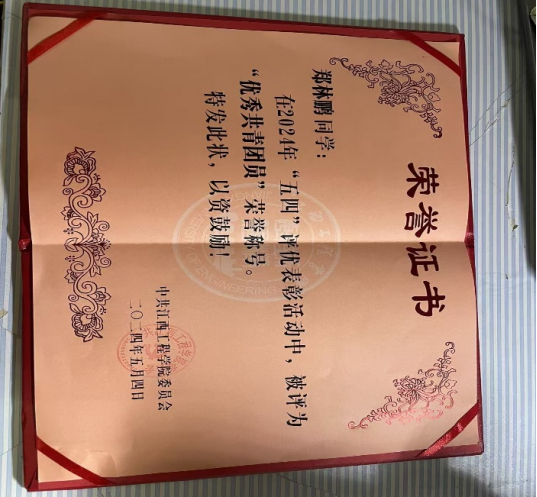 荣誉证书
郑林鹏同学：
在2024年“五四”评优表彰活动中，被评为
“优秀共青团员”荣誉称号。
特发此状，以资鼓励！
中共江西工程学院委员会
二〇二四年五月四日